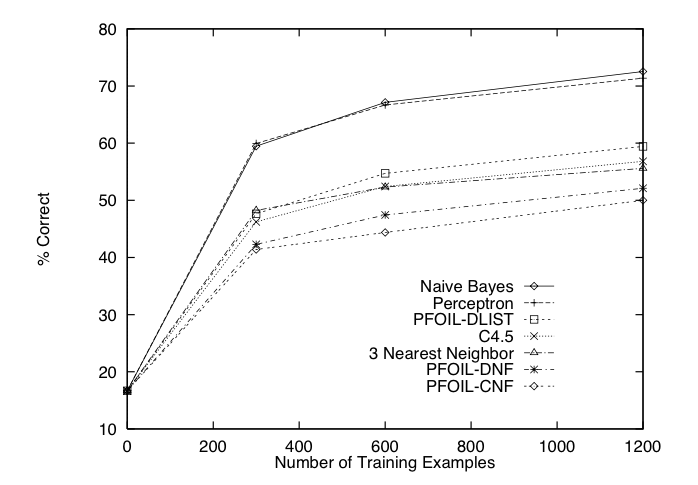 80
70
60
50
40
30
20
10
% Correct
Naive Bayes
Perceptron
PFOIL-DLIST
C4.5
3 Nearest Neighbor
PFOIL-DNF
PFOIL-CNF
0 200 400 600 800 1000 1200
Number of Training Examples